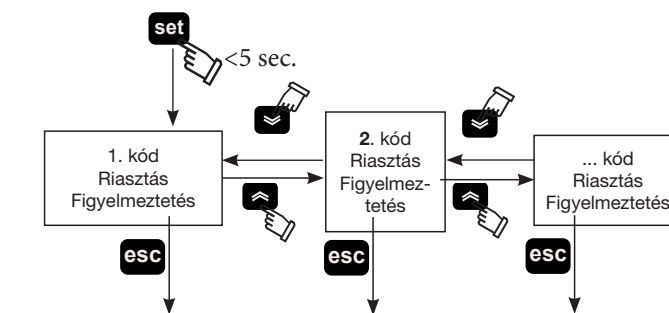 set
<5 sec.
1. kód
Riasztás
Figyelmeztetés
2. kód
Riasztás
Figyelmez-
tetés
... kód
Riasztás
Figyelmeztetés
esc
esc
esc